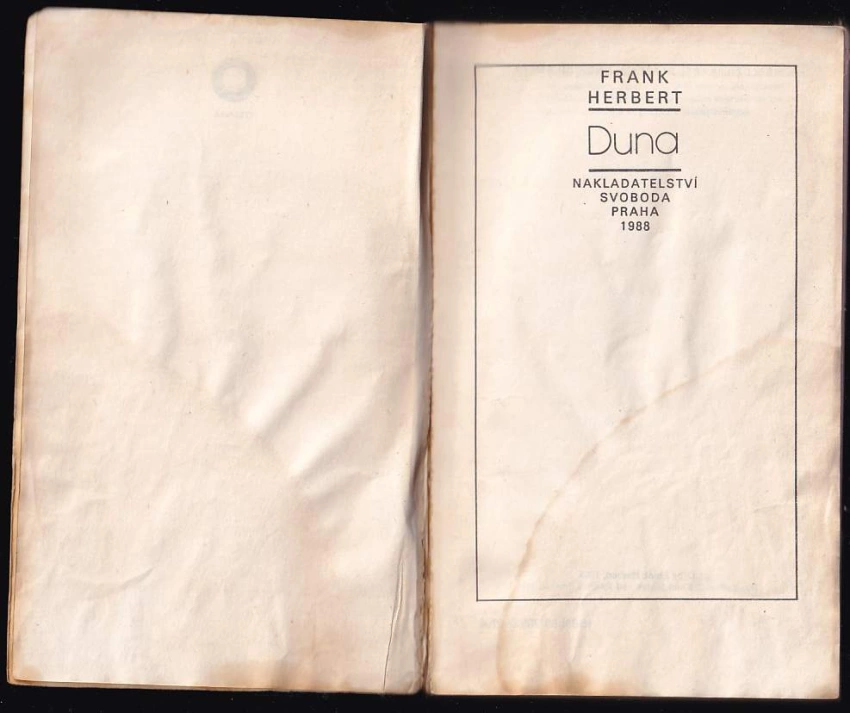 FRANK
HERBERT
Duna
NAKLADATELSTVÍ
SVOBODA
PRAHA
1988